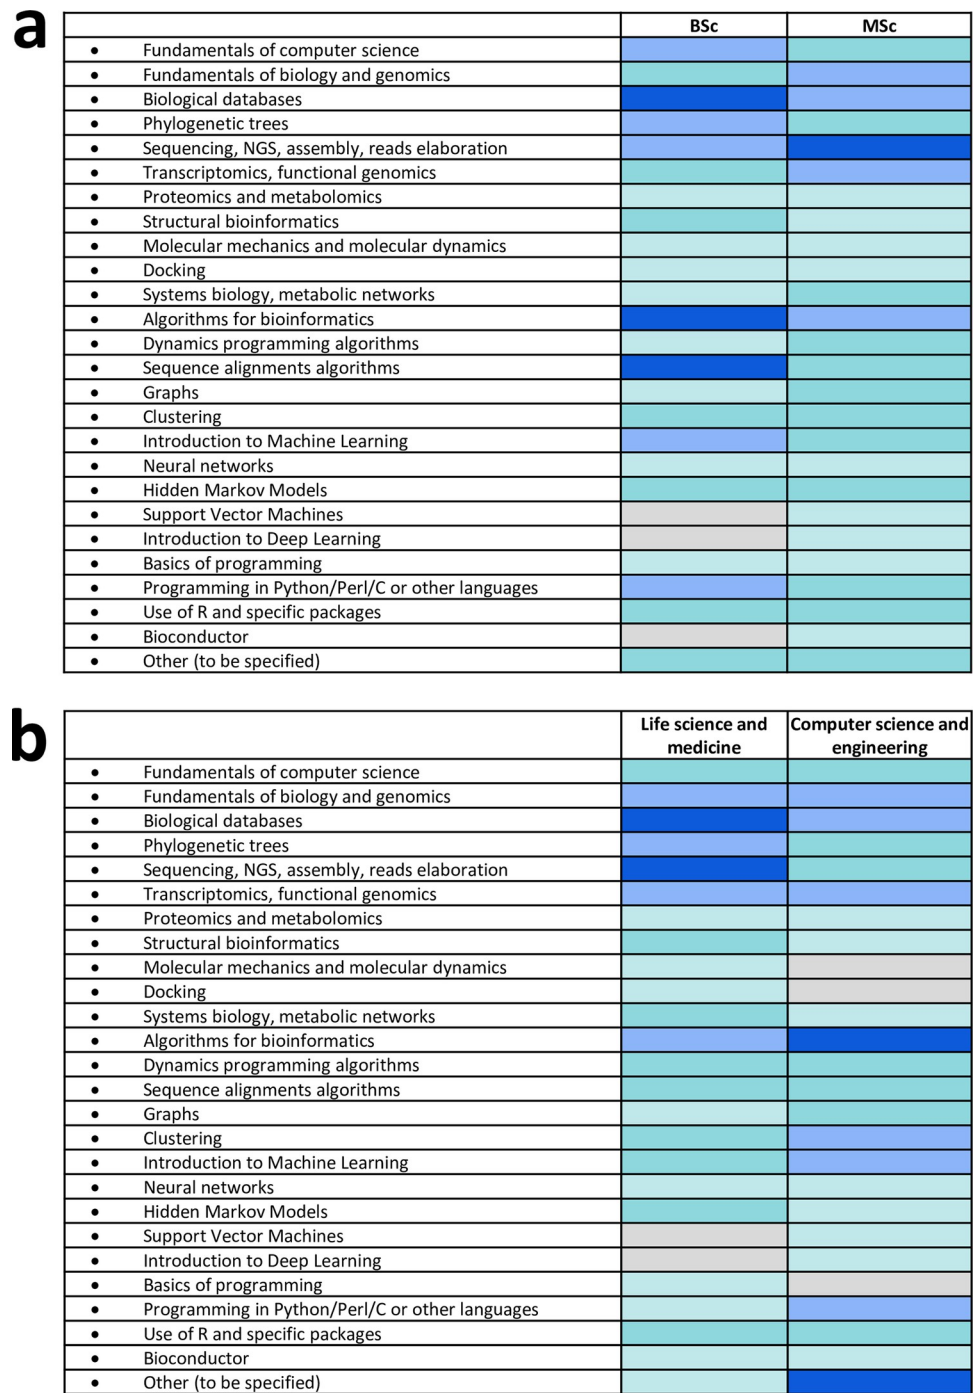 a
BSc MSc
• Fundamentals of computer science
• Fundamentals of biology and genomics
• Biological databases
• Phylogenetic trees
• Sequencing, NGS, assembly, reads elaboration
• Transcriptomics, functional genomics
• Proteomics and metabolomics
• Structural bioinformatics
• Molecular mechanics and molecular dynamics
• Docking
• Systems biology, metabolic networks
• Algorithms for bioinformatics
• Dynamics programming algorithms
• Sequence alignments algorithms
• Graphs
• Clustering
• Introduction to Machine Learning
• Neural networks
• Hidden Markov Models
• Support Vector Machines
• Introduction to Deep Learning
• Basics of programming
• Programming in Python/Perl/C or other languages
• Use of R and specific packages
• Bioconductor
• Other (to be specified)
b
Life science and Computer science and
medicine engineering
• Fundamentals of computer science
• Fundamentals of biology and genomics
• Biological databases
• Phylogenetic trees
• Sequencing, NGS, assembly, reads elaboration
• Transcriptomics, functional genomics
• Proteomics and metabolomics
• Structural bioinformatics
• Molecular mechanics and molecular dynamics
• Docking
• Systems biology, metabolic networks
• Algorithms for bioinformatics
• Dynamics programming algorithms
• Sequence alignments algorithms
• Graphs
• Clustering
• Introduction to Machine Learning
• Neural networks
• Hidden Markov Models
• Support Vector Machines
• Introduction to Deep Learning
• Basics of programming
• Programming in Python/Perl/C or other languages
• Use of R and specific packages
• Bioconductor
• Other (to be specified)